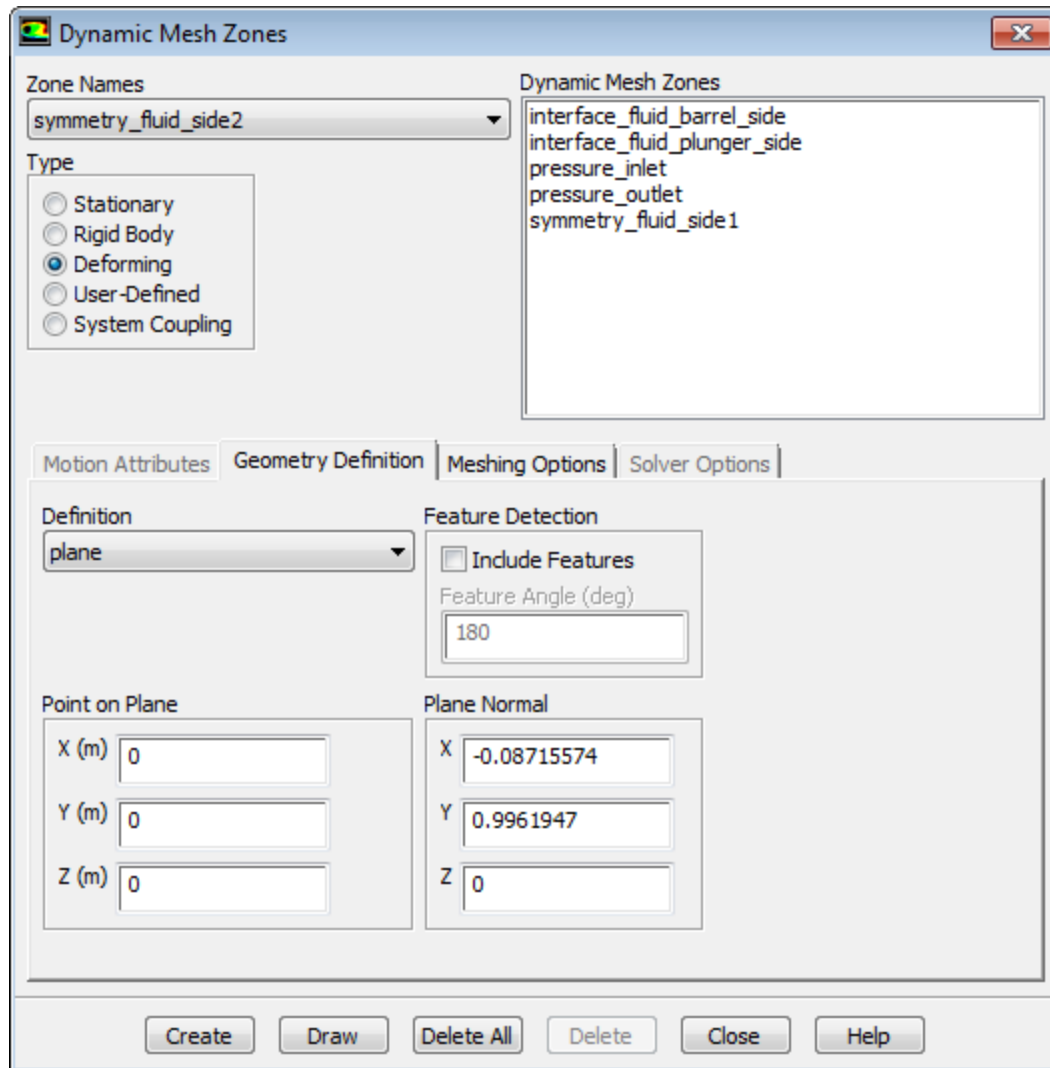 Dynamic Mesh Zones
Zone Names
symmetry_fluid_side2
Type
Stationary
Rigid Body
Deforming
User-Defined
System Coupling
Dynamic Mesh Zones
interface_fluid_barrel_side
interface_fluid_plunger_side
pressure_inlet
pressure_outlet
symmetry_fluid_side1
Motion Attributes
Geometry Definition
Meshing Options
Solver Options
Definition
plane
Feature Detection
Include Features
Feature Angle (deg)
180
Point on Plane
X (m) 0
Y (m) 0
Z (m) 0
Plane Normal
X -0.08715574
Y 0.9961947
Z 0
Create
Draw
Delete All
Delete
Close
Help